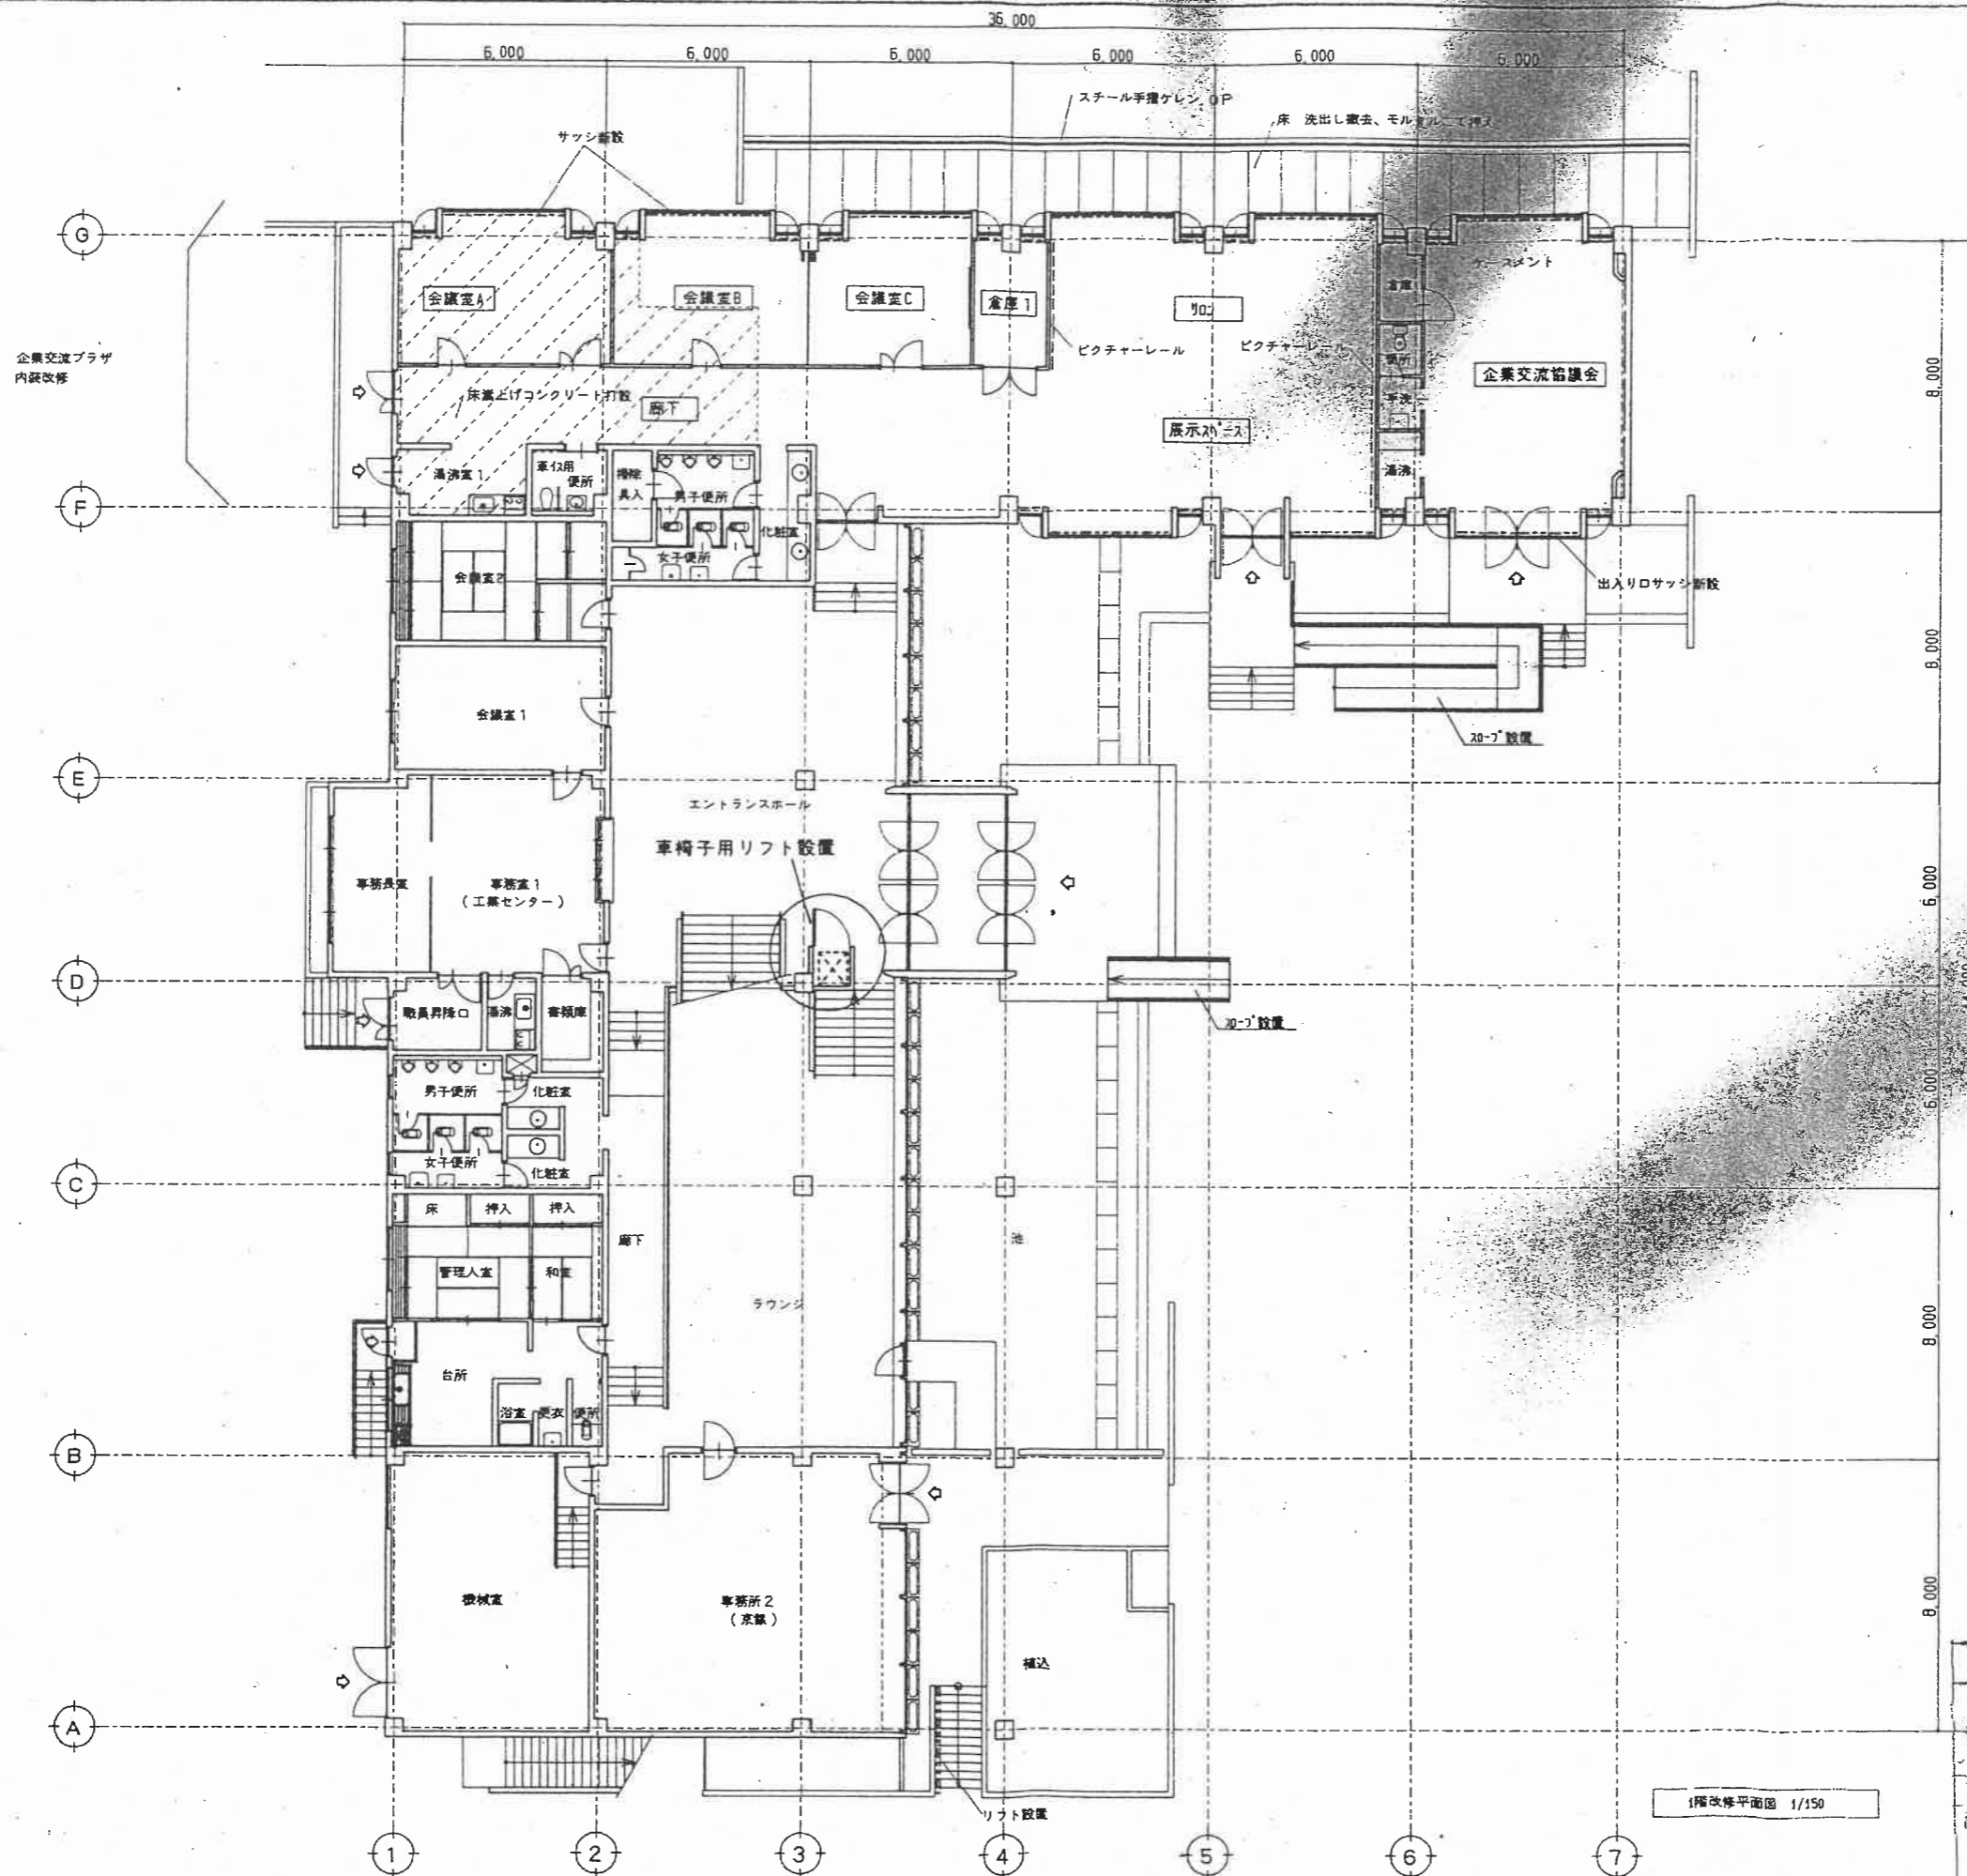 36,000
6,000
6,000
6,000
6,000
6,000
6,000
スチール手摺ケレン OP
床 洗出し撤去、モルタルこて押え
サッシ新設
G
会議室A
会議室B
会議室C
倉庫1
サロン
倉庫
ケースメント
企業交流プラザ
内装改修
ピクチャーレール
ピクチャーレール
便所
企業交流協議会
8,000
床嵩上げコンクリート打設
廊下
手洗
展示スペース
湯沸室1
車イス用
便所
掃除
具入
男子便所
湯沸
F
化粧室
女子便所
会議室2
出入り口サッシ新設
8,000
会議室1
スロープ設置
E
エントランスホール
車椅子用リフト設置
事務長室
事務室1
(工業センター)
6,000
D
職員昇降口
湯沸
書類庫
スロープ設置
男子便所
化粧室
6,000
女子便所
化粧室
C
床
押入
押入
廊下
池
管理人室
和室
ラウンジ
8,000
台所
浴室
更衣
便所
B
機械室
事務所2
(京銀)
8,000
植込
A
リフト設置
1階改修平面図 1/150
1
2
3
4
5
6
7